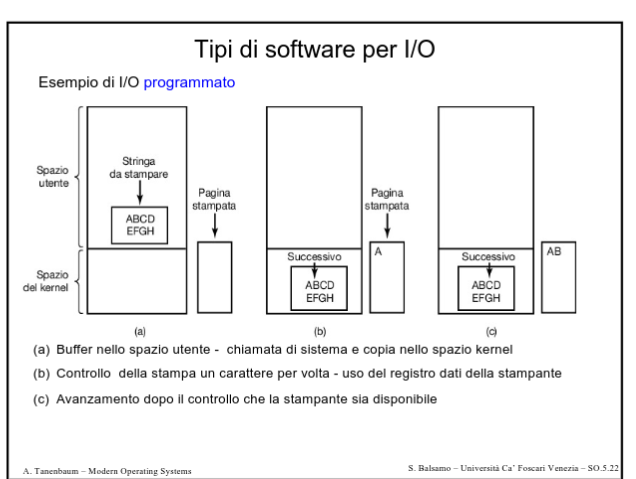 Tipi di software per I/O
Esempio di I/O programmato
Spazio
utente
Stringa
da stampare
ABCD
EFGH
Pagina
stampata
Spazio
del kernel
(a)
Successivo
ABCD
EFGH
Pagina
stampata
A
(b)
Successivo
ABCD
EFGH
AB
(c)
(a) Buffer nello spazio utente - chiamata di sistema e copia nello spazio kernel
(b) Controllo della stampa un carattere per volta - uso del registro dati della stampante
(c) Avanzamento dopo il controllo che la stampante sia disponibile
A. Tanenbaum – Modern Operating Systems
S. Balsamo – Università Ca’ Foscari Venezia – SO.5.22